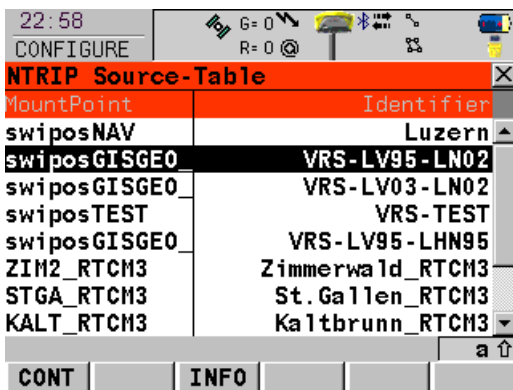 22:58 G= 0
CONFIGURE R= 0
NTRIP Source-Table
MountPoint Identifier
swiposNAV Luzern
swiposGISGEO_ VRS-LV95-LN02
swiposGISGEO_ VRS-LV03-LN02
swiposTEST VRS-TEST
swiposGISGEO_ VRS-LV95-LHN95
ZIM2_RTCM3 Zimmerwald_RTCM3
STGA_RTCM3 St.Gallen_RTCM3
KALT_RTCM3 Kaltbrunn_RTCM3
a
CONT INFO